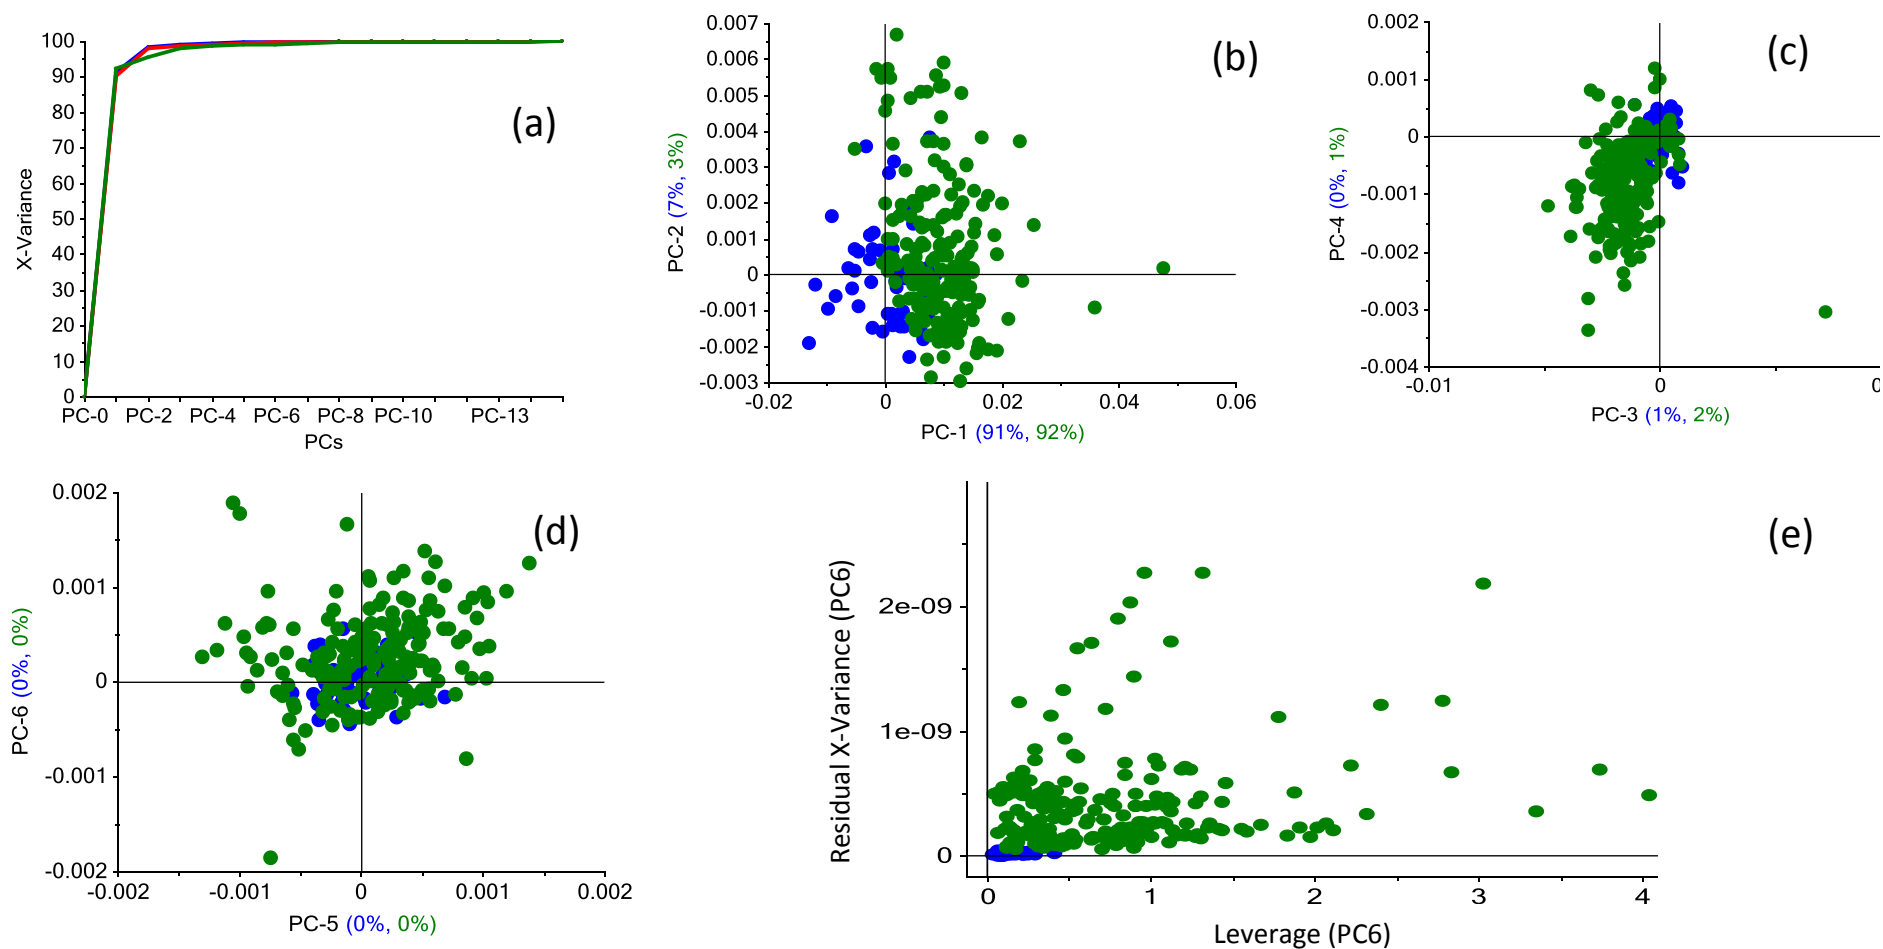 100
90
80
70
60
50
40
30
20
10
0
X-Variance
PC-0 PC-2 PC-4 PC-6 PC-8 PC-10 PC-13
PCs
(a)
0.007
0.006
0.005
0.004
0.003
0.002
0.001
0
-0.001
-0.002
-0.003
PC-2 (7%, 3%)
-0.02 0 0.02 0.04 0.06
PC-1 (91%, 92%)
(b)
0.002
0.001
0
-0.001
-0.002
-0.003
-0.004
PC-4 (0%, 1%)
-0.01 0 0
PC-3 (1%, 2%)
(c)
0.002
0.001
0
-0.001
-0.002
PC-6 (0%, 0%)
-0.002 -0.001 0 0.001 0.002
PC-5 (0%, 0%)
(d)
2e-09
1e-09
0
Residual X-Variance (PC6)
0 1 2 3 4
Leverage (PC6)
(e)